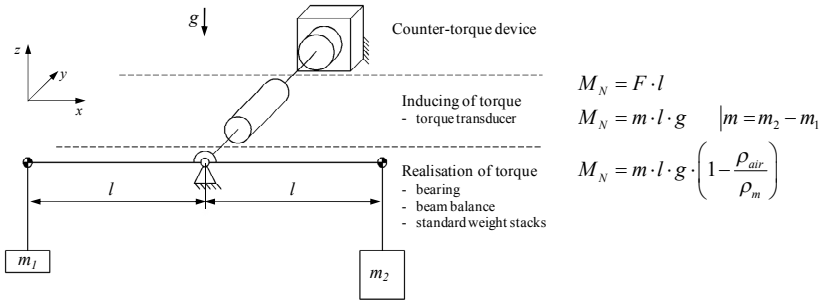 g
Counter-torque device
z
y
x
Inducing of torque
- torque transducer
Realisation of torque
- bearing
- beam balance
- standard weight stacks
l
l
m₁
m₂
M_N = F · l
M_N = m · l · g |m = m₂ − m₁
M_N = m · l · g · (1 − ρ_air / ρ_m)